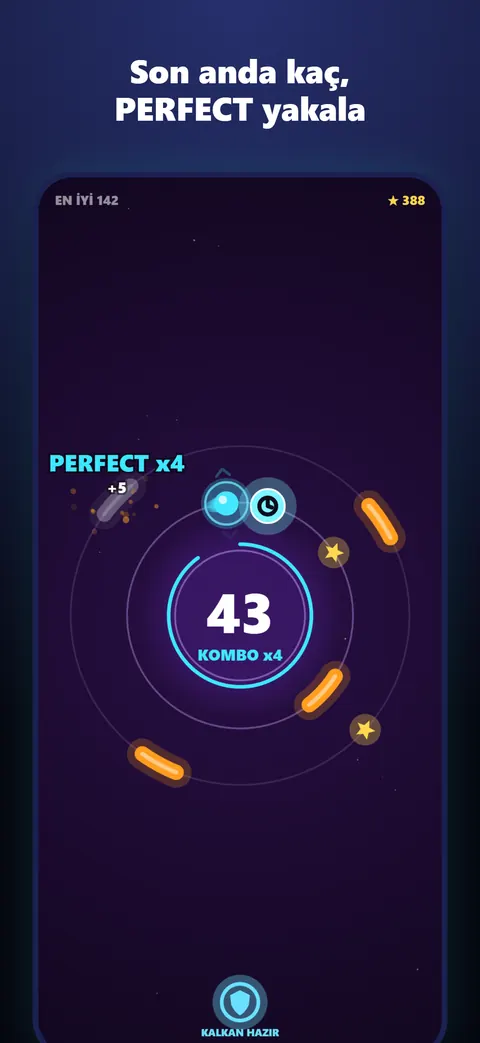 Son anda kaç,
PERFECT yakala
EN İYİ 142
★ 388
PERFECT x4
+5
43
KOMBO x4
KALKAN HAZIR